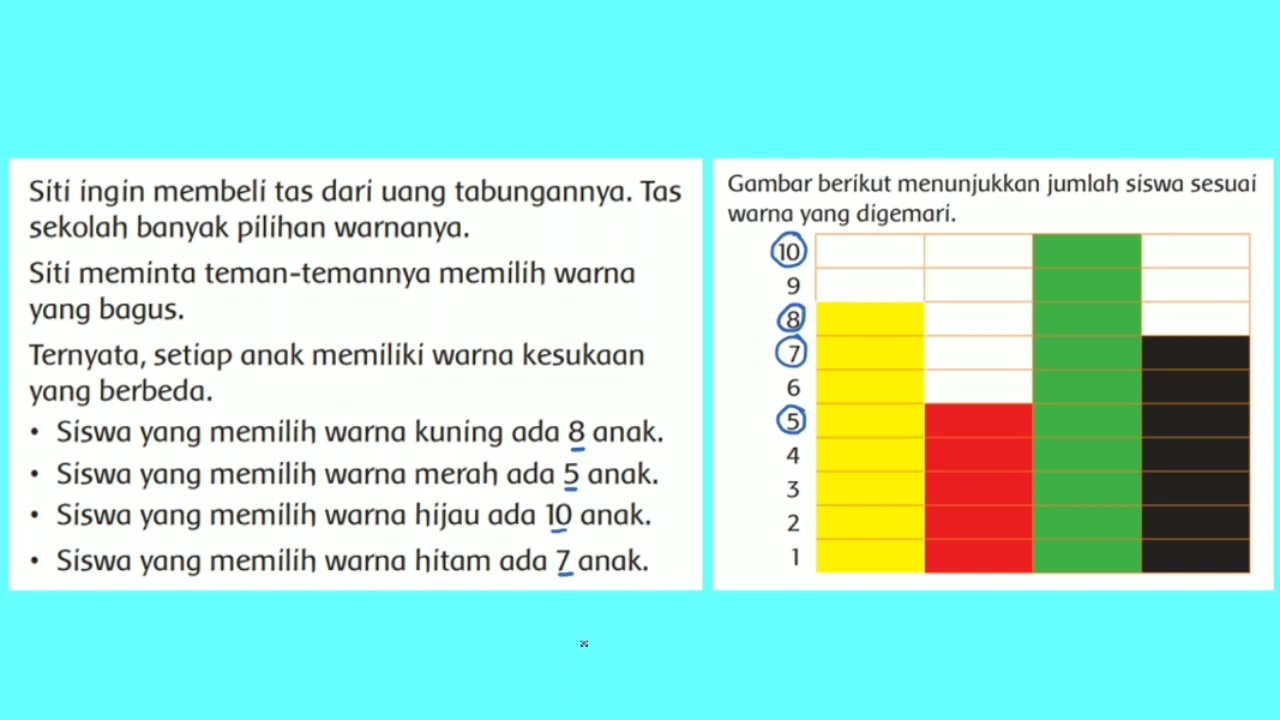 Siti ingin membeli tas dari uang tabungannya. Tas
sekolah banyak pilihan warnanya.
Siti meminta teman-temannya memilih warna
yang bagus.
Ternyata, setiap anak memiliki warna kesukaan
yang berbeda.
• Siswa yang memilih warna kuning ada 8 anak.
• Siswa yang memilih warna merah ada 5 anak.
• Siswa yang memilih warna hijau ada 10 anak.
• Siswa yang memilih warna hitam ada 7 anak.
Gambar berikut menunjukkan jumlah siswa sesuai
warna yang digemari.
10
9
8
7
6
5
4
3
2
1